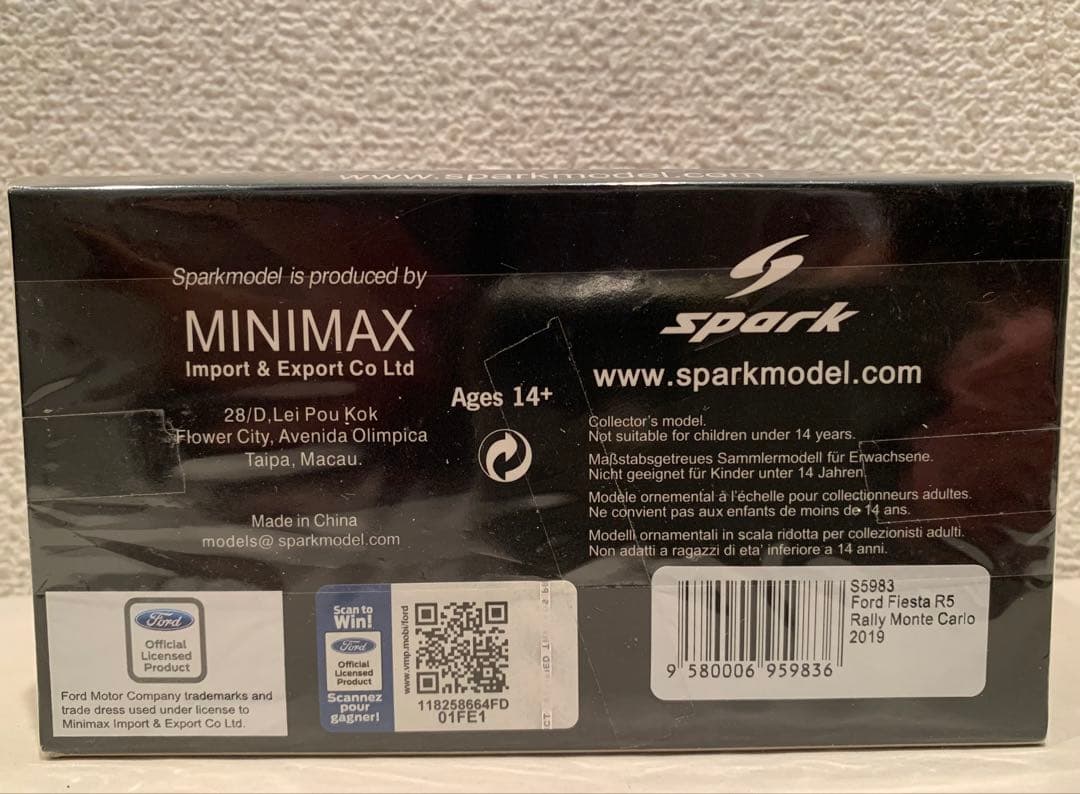 www.sparkmodel.com
Sparkmodel is produced by
MINIMAX
Import & Export Co Ltd
28/D,Lei Pou Kok
Flower City, Avenida Olimpica
Taipa, Macau.
Made in China
models@ sparkmodel.com
Ages 14+
spark
www.sparkmodel.com
Collector's model.
Not suitable for children under 14 years.
Maßstabsgetreues Sammlermodell für Erwachsene.
Nicht geeignet für Kinder unter 14 Jahren.
Modèle ornemental à l'échelle pour collectionneurs adultes.
Ne convient pas aux enfants de moins de 14 ans.
Modelli ornamentali in scala ridotta per collezionisti adulti.
Non adatti a ragazzi di eta' inferiore a 14 anni.
Ford
Official
Licensed
Product
Ford Motor Company trademarks and
trade dress used under license to
Minimax Import & Export Co Ltd.
Scan to
Win!
Ford
Official
Licensed
Product
Scannez
pour
gagner!
www.vmp.mobi/ford
118258664FD
01FE1
S5983
Ford Fiesta R5
Rally Monte Carlo
2019
9 580006 959836